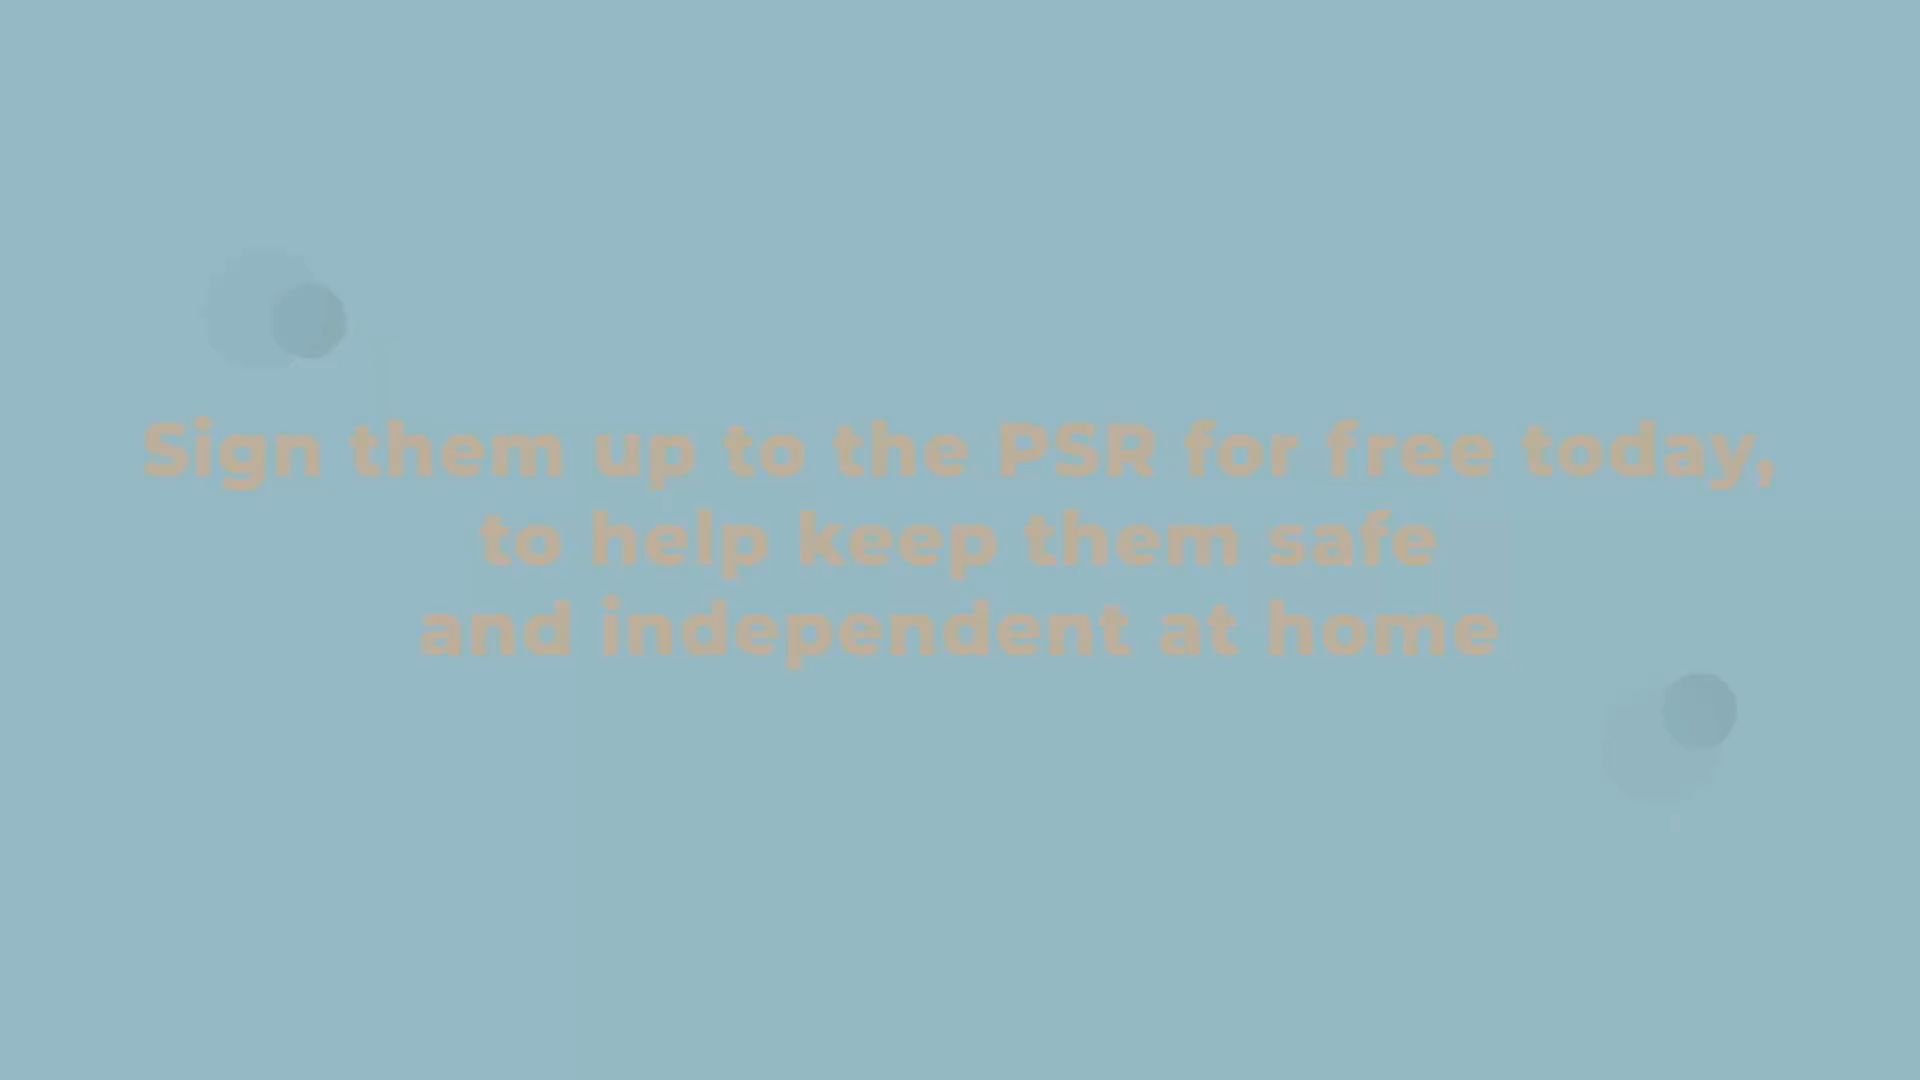 Sign them up to the PSR for free today,
to help keep them safe
and independent at home